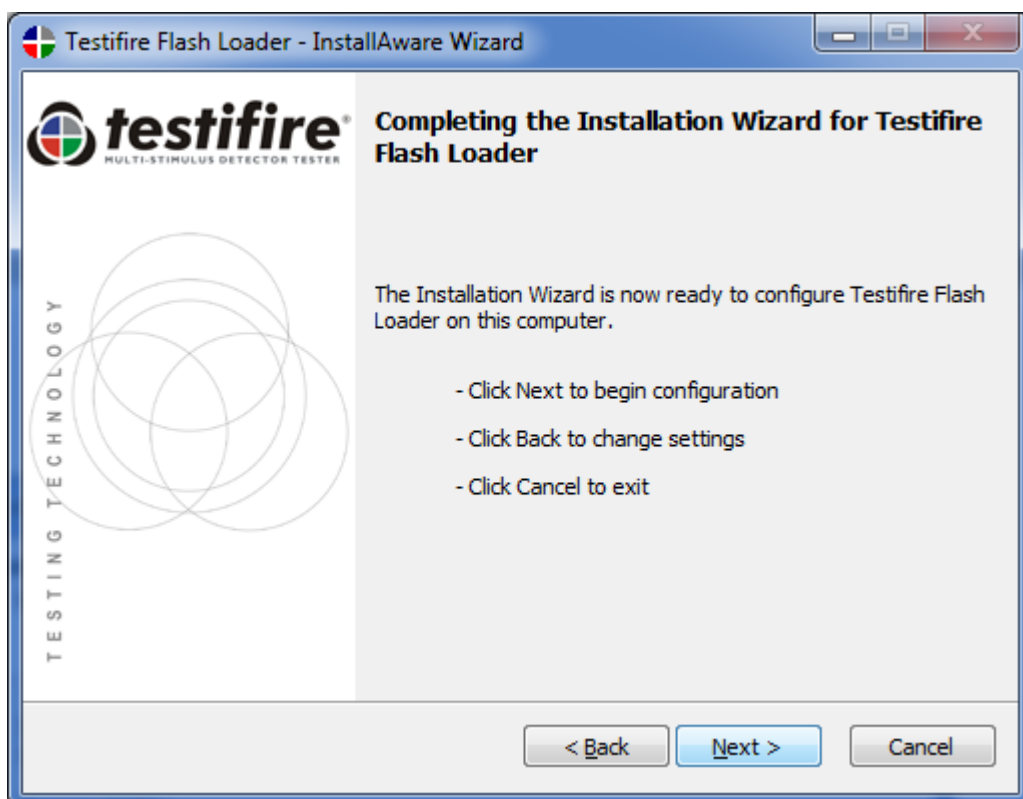 Testifire Flash Loader - InstallAware Wizard
testifire®
MULTI-STIMULUS DETECTOR TESTER
Completing the Installation Wizard for Testifire
Flash Loader
The Installation Wizard is now ready to configure Testifire Flash
Loader on this computer.
- Click Next to begin configuration
- Click Back to change settings
- Click Cancel to exit
TESTING TECHNOLOGY
< Back
Next >
Cancel